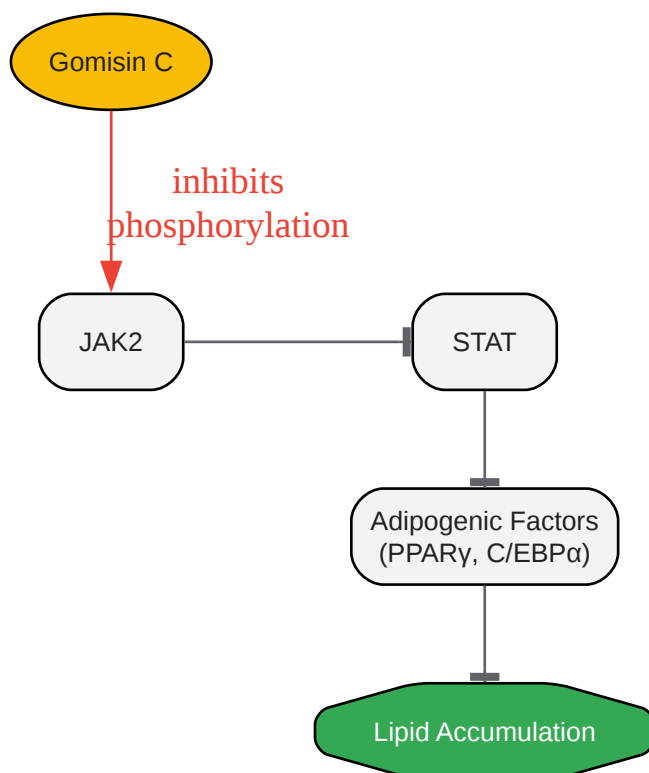 Gomisin C
inhibits
phosphorylation
JAK2
STAT
Adipogenic Factors
(PPARγ, C/EBPα)
Lipid Accumulation